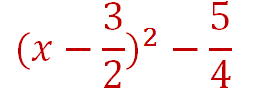 (x − 3/2)² − 5/4